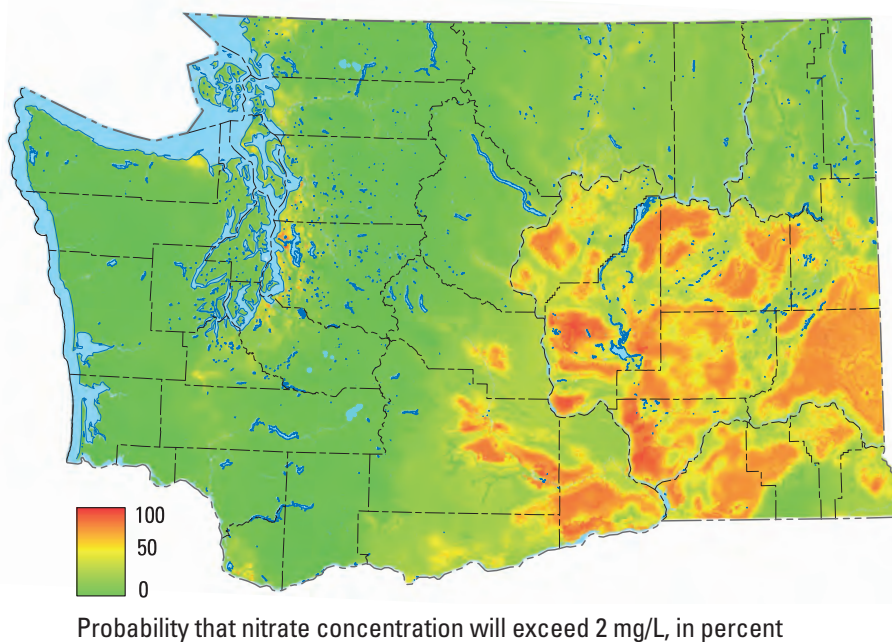 100
50
0
Probability that nitrate concentration will exceed 2 mg/L, in percent